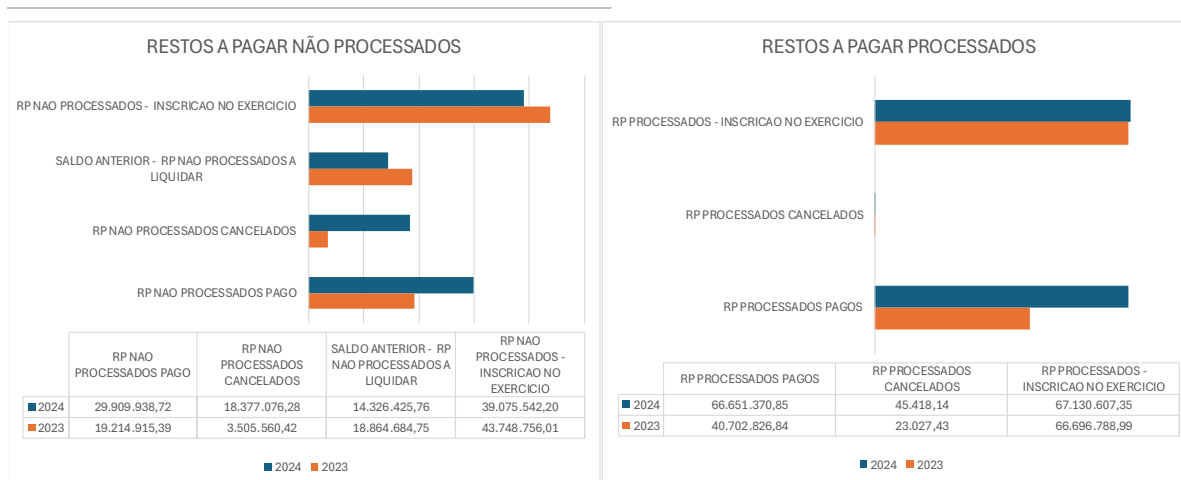 RESTOS A PAGAR NÃO PROCESSADOS
RP NAO PROCESSADOS - INSCRICAO NO EXERCICIO
SALDO ANTERIOR - RP NAO PROCESSADOS A
LIQUIDAR
RP NAO PROCESSADOS CANCELADOS
RP NAO PROCESSADOS PAGO
RP NAO
PROCESSADOS PAGO
RP NAO
PROCESSADOS
CANCELADOS
SALDO ANTERIOR - RP
NAO PROCESSADOS A
LIQUIDAR
RP NAO
PROCESSADOS -
INSCRICAO NO
EXERCICIO
2024 29.909.938,72 18.377.076,28 14.326.425,76 39.075.542,20
2023 19.214.915,39 3.505.560,42 18.864.684,75 43.748.756,01
2024 2023
RESTOS A PAGAR PROCESSADOS
RP PROCESSADOS - INSCRICAO NO EXERCICIO
RP PROCESSADOS CANCELADOS
RP PROCESSADOS PAGOS
RP PROCESSADOS PAGOS
RP PROCESSADOS
CANCELADOS
RP PROCESSADOS -
INSCRICAO NO EXERCICIO
2024 66.651.370,85 45.418,14 67.130.607,35
2023 40.702.826,84 23.027,43 66.696.788,99
2024 2023